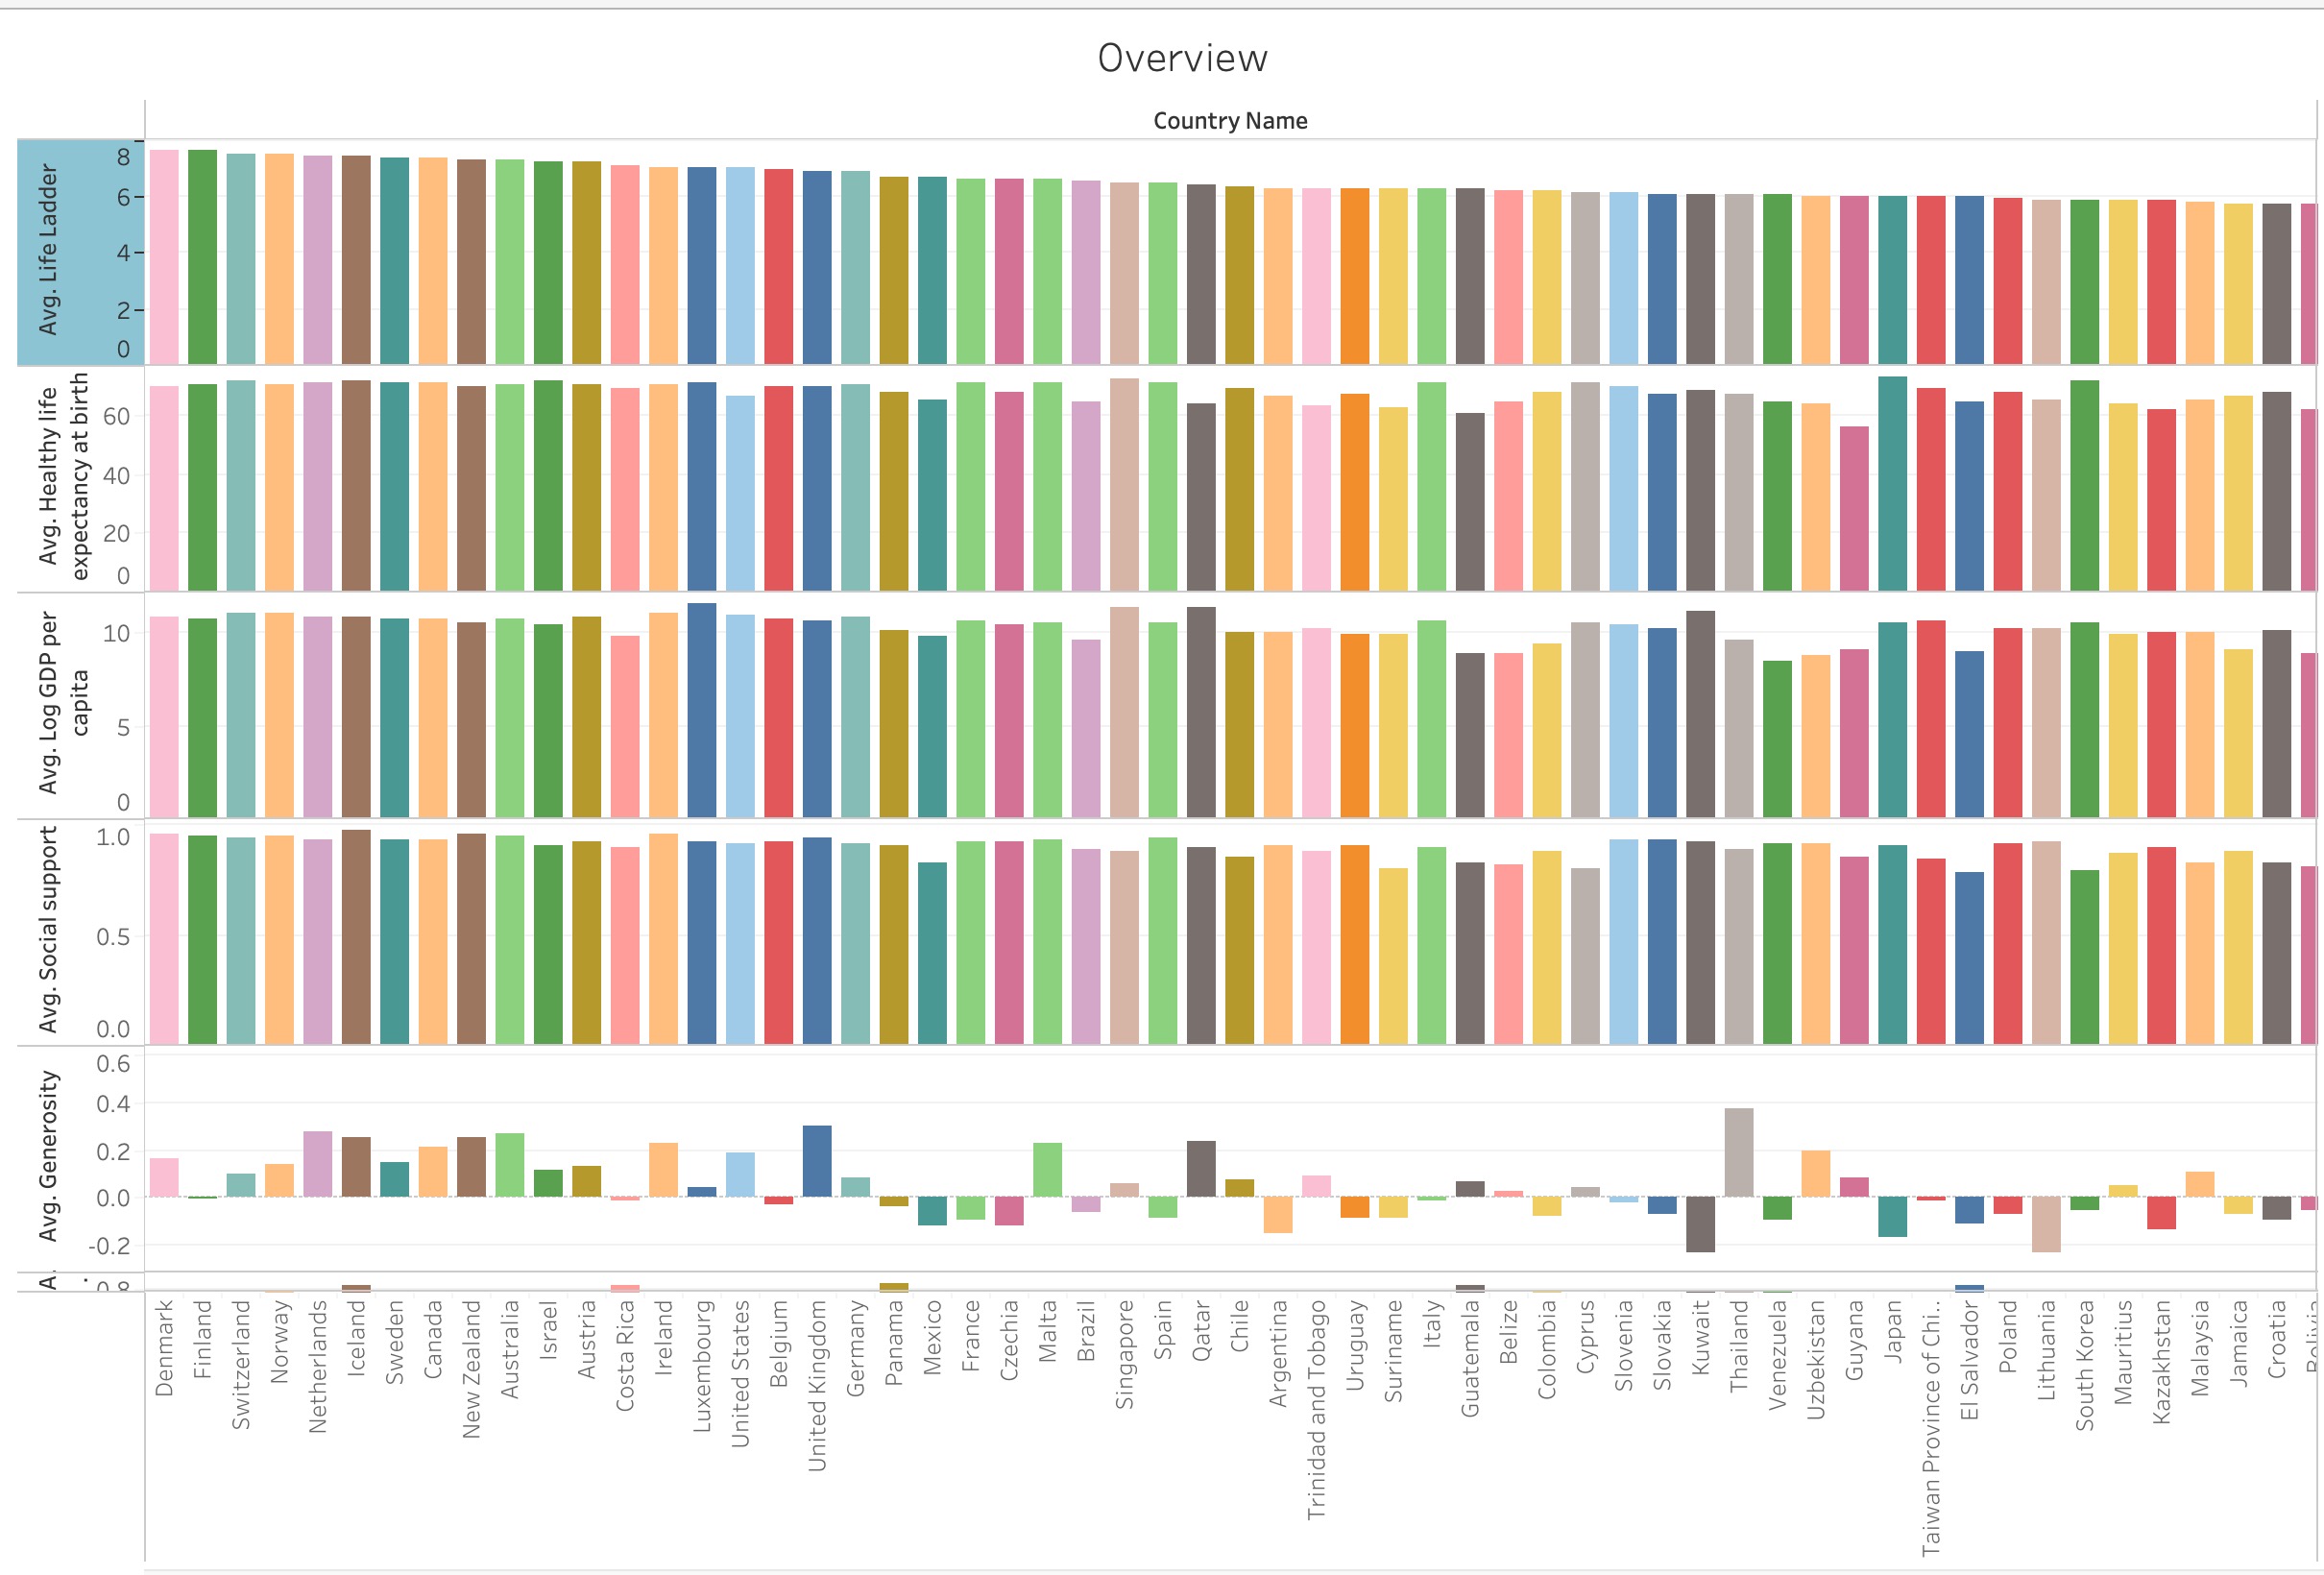 Overview
Country Name
Avg. Life Ladder
8
6
4
2
0
Avg. Healthy life
expectancy at birth
60
40
20
0
Avg. Log GDP per
capita
10
5
0
Avg. Social support
1.0
0.5
0.0
Avg. Generosity
0.6
0.4
0.2
0.0
-0.2
A.
.
0.8
Denmark
Finland
Switzerland
Norway
Netherlands
Iceland
Sweden
Canada
New Zealand
Australia
Israel
Austria
Costa Rica
Ireland
Luxembourg
United States
Belgium
United Kingdom
Germany
Panama
Mexico
France
Czechia
Malta
Brazil
Singapore
Spain
Qatar
Chile
Argentina
Trinidad and Tobago
Uruguay
Suriname
Italy
Guatemala
Belize
Colombia
Cyprus
Slovenia
Slovakia
Kuwait
Thailand
Venezuela
Uzbekistan
Guyana
Japan
Taiwan Province of Chi..
El Salvador
Poland
Lithuania
South Korea
Mauritius
Kazakhstan
Malaysia
Jamaica
Croatia